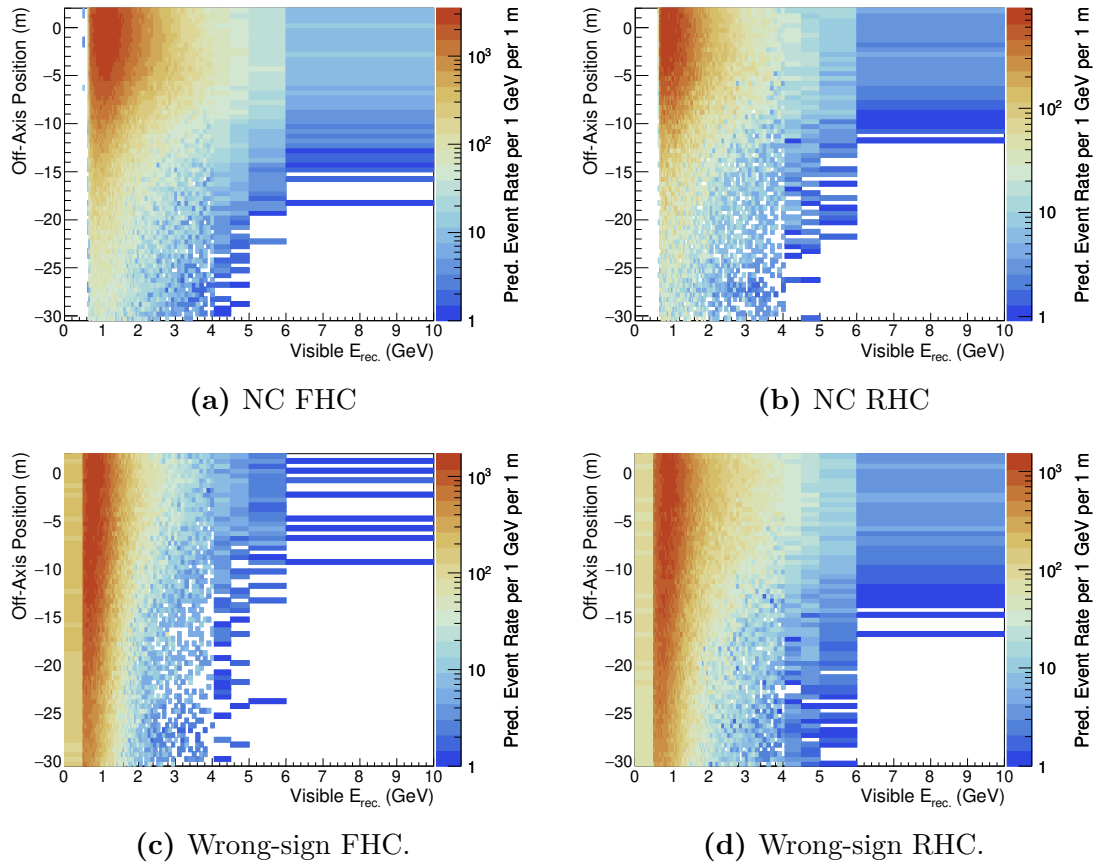 Off-Axis Position (m)
0
−5
−10
−15
−20
−25
−30
0 1 2 3 4 5 6 7 8 9 10
Visible E_rec. (GeV)
10³
10²
10
1
Pred. Event Rate per 1 GeV per 1 m
(a) NC FHC
Off-Axis Position (m)
0
−5
−10
−15
−20
−25
−30
0 1 2 3 4 5 6 7 8 9 10
Visible E_rec. (GeV)
10²
10
1
Pred. Event Rate per 1 GeV per 1 m
(b) NC RHC
Off-Axis Position (m)
0
−5
−10
−15
−20
−25
−30
0 1 2 3 4 5 6 7 8 9 10
Visible E_rec. (GeV)
10³
10²
10
1
Pred. Event Rate per 1 GeV per 1 m
(c) Wrong-sign FHC.
Off-Axis Position (m)
0
−5
−10
−15
−20
−25
−30
0 1 2 3 4 5 6 7 8 9 10
Visible E_rec. (GeV)
10³
10²
10
1
Pred. Event Rate per 1 GeV per 1 m
(d) Wrong-sign RHC.